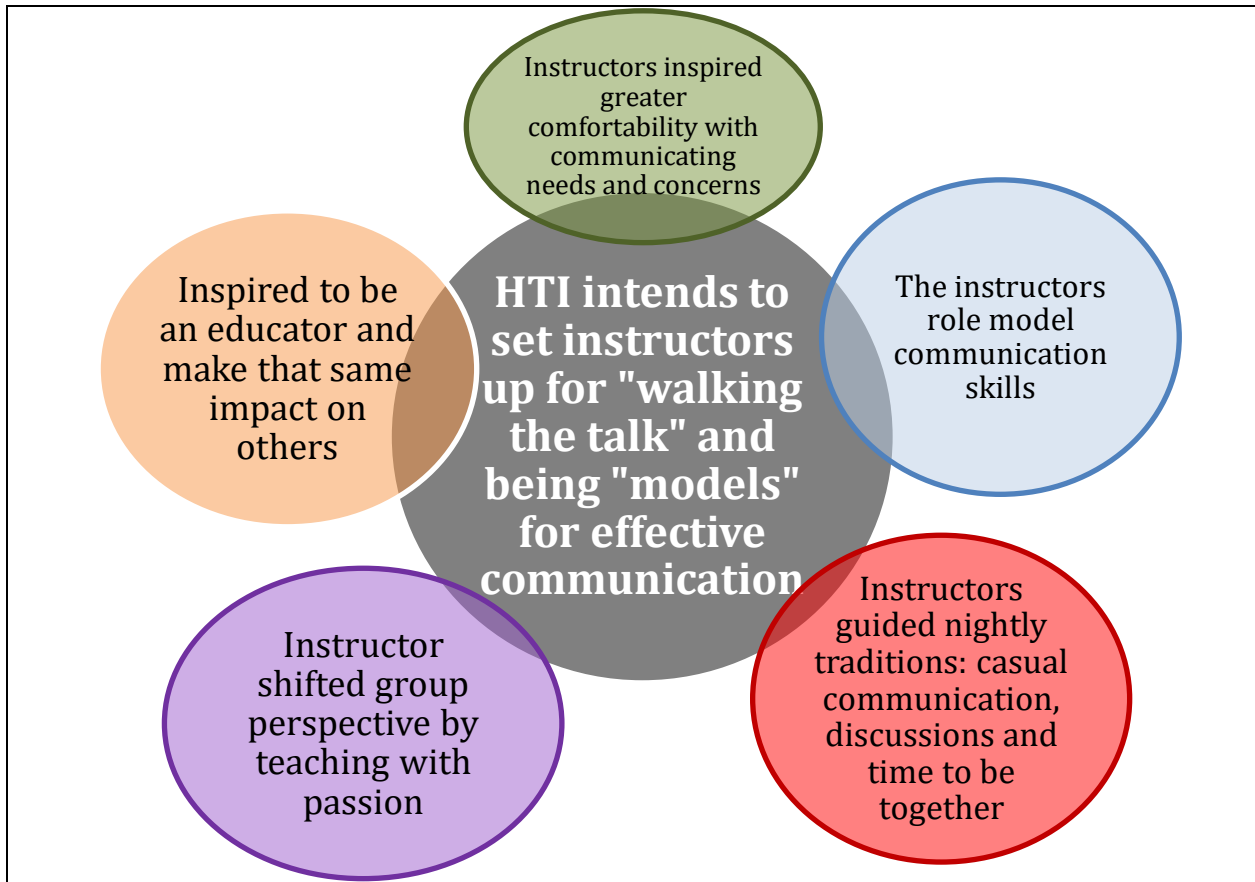 Instructors inspired
greater
comfortability with
communicating
needs and concerns
The instructors
role model
communication
skills
Instructors
guided nightly
traditions: casual
communication,
discussions and
time to be
together
Instructor
shifted group
perspective by
teaching with
passion
Inspired to be
an educator and
make that same
impact on
others
HTI intends to
set instructors
up for "walking
the talk" and
being "models"
for effective
communication